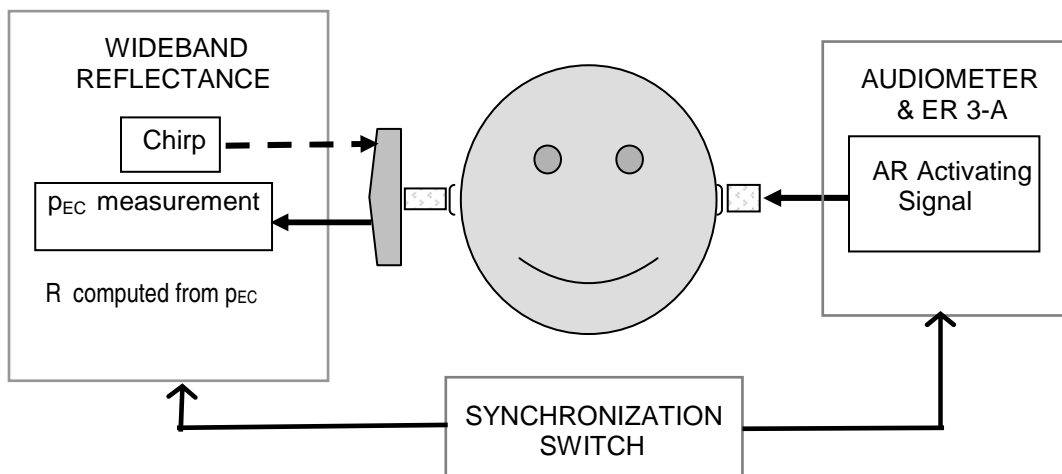 WIDEBAND
REFLECTANCE
Chirp
pEC measurement
R computed from pEC
AUDIOMETER
& ER 3-A
AR Activating
Signal
SYNCHRONIZATION
SWITCH